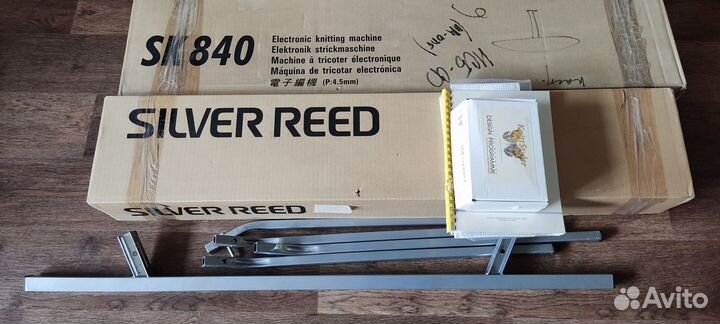 SK840
Electronic knitting machine
Elektronik strickmaschine
Machine à tricoter électronique
Máquina de tricotar electrónica
電子編機 (P:4.5mm)
SILVER REED
SILVER REED
DESIGN PROGRAMME
Avito